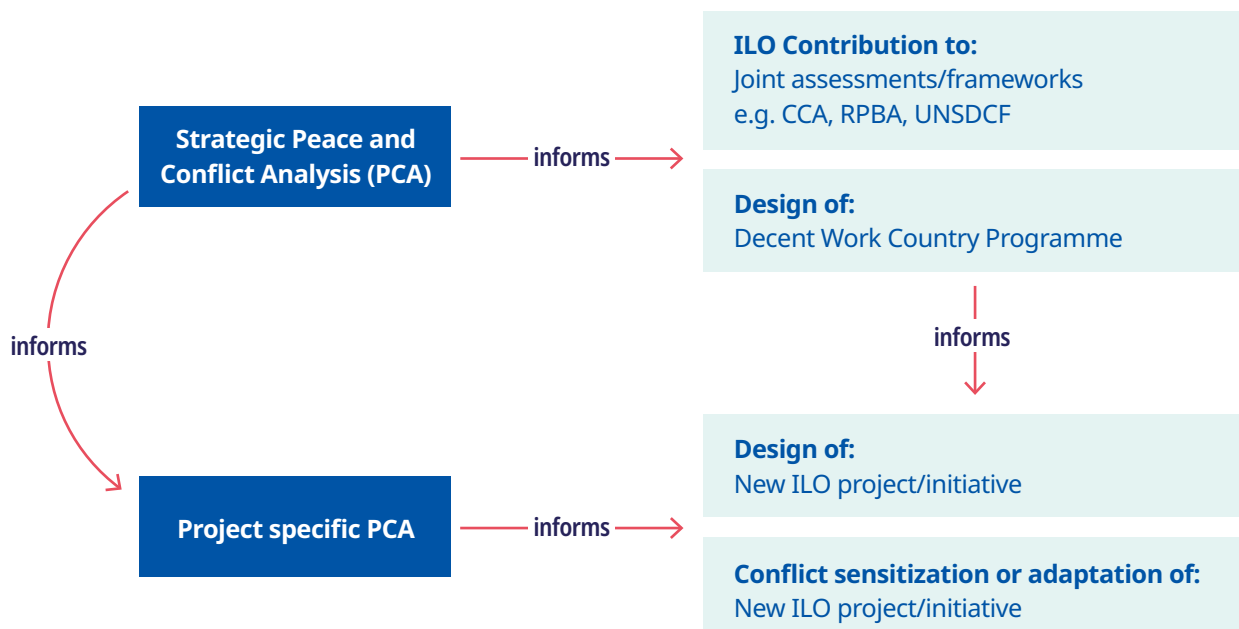 Strategic Peace and
Conflict Analysis (PCA)
informs
ILO Contribution to:
Joint assessments/frameworks
e.g. CCA, RPBA, UNSDCF
Design of:
Decent Work Country Programme
informs
informs
Project specific PCA
informs
Design of:
New ILO project/initiative
Conflict sensitization or adaptation of:
New ILO project/initiative